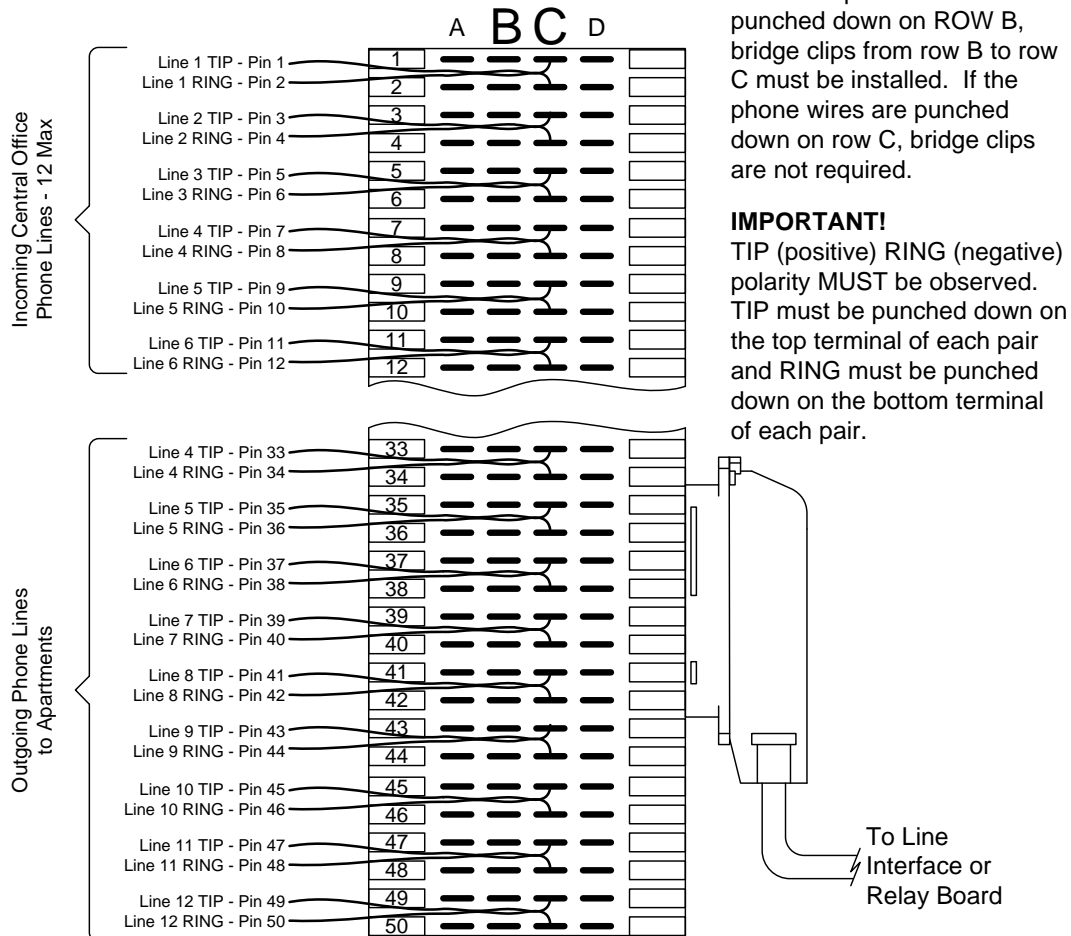 A B C D
Incoming Central Office
Phone Lines - 12 Max
Line 1 TIP - Pin 1
Line 1 RING - Pin 2
Line 2 TIP - Pin 3
Line 2 RING - Pin 4
Line 3 TIP - Pin 5
Line 3 RING - Pin 6
Line 4 TIP - Pin 7
Line 4 RING - Pin 8
Line 5 TIP - Pin 9
Line 5 RING - Pin 10
Line 6 TIP - Pin 11
Line 6 RING - Pin 12
1
2
3
4
5
6
7
8
9
10
11
12
Outgoing Phone Lines
to Apartments
Line 4 TIP - Pin 33
Line 4 RING - Pin 34
Line 5 TIP - Pin 35
Line 5 RING - Pin 36
Line 6 TIP - Pin 37
Line 6 RING - Pin 38
Line 7 TIP - Pin 39
Line 7 RING - Pin 40
Line 8 TIP - Pin 41
Line 8 RING - Pin 42
Line 9 TIP - Pin 43
Line 9 RING - Pin 44
Line 10 TIP - Pin 45
Line 10 RING - Pin 46
Line 11 TIP - Pin 47
Line 11 RING - Pin 48
Line 12 TIP - Pin 49
Line 12 RING - Pin 50
33
34
35
36
37
38
39
40
41
42
43
44
45
46
47
48
49
50
punched down on ROW B,
bridge clips from row B to row
C must be installed. If the
phone wires are punched
down on row C, bridge clips
are not required.
IMPORTANT!
TIP (positive) RING (negative)
polarity MUST be observed.
TIP must be punched down on
the top terminal of each pair
and RING must be punched
down on the bottom terminal
of each pair.
To Line
Interface or
Relay Board